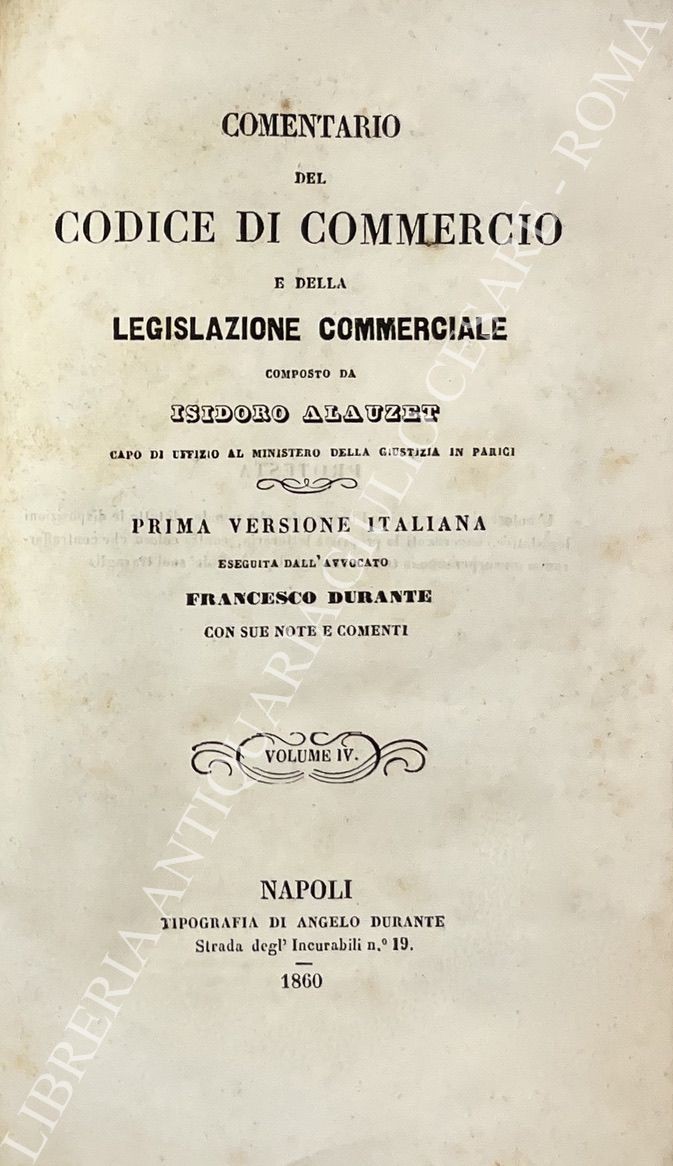 COMENTARIO
DEL
CODICE DI COMMERCIO
E DELLA
LEGISLAZIONE COMMERCIALE
COMPOSTO DA
ISIDORO ALAUZET
CAPO DI UFFIZIO AL MINISTERO DELLA GIUSTIZIA IN PARIGI
PRIMA VERSIONE ITALIANA
ESEGUITA DALL'AVVOCATO
FRANCESCO DURANTE
CON SUE NOTE E COMENTI
VOLUME IV.
NAPOLI
TIPOGRAFIA DI ANGELO DURANTE
Strada degl' Incurabili n.º 19.
1860
LIBRERIA ANTIQUARIA GIULIO CESARE - ROMA